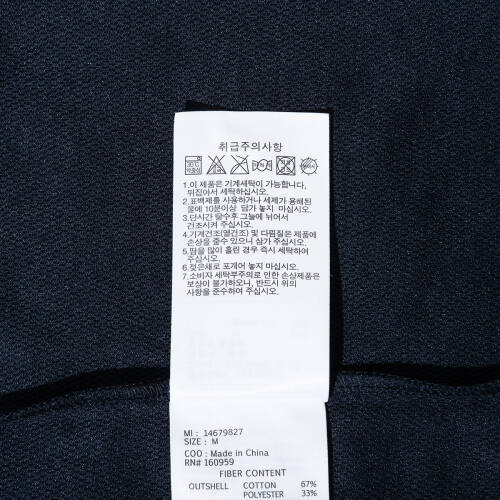 취급주의사항
30℃
약중성
1.이 제품은 기계세탁이 가능합니다,
뒤집어서 세탁하십시오.
2.표백제를 사용하거나 세제가 용해된
물에 10분이상 담가 놓지 마십시오.
3.단시간 탈수후 그늘에 뉘어서
건조시켜 주십시오.
4.기계건조(열건조) 및 다림질은 제품에
손상을 줄수 있으니 삼가 주십시오.
5.땀을 많이 흘린 경우 즉시 세탁하여
주십시오.
6.젖은채로 포개어 놓지 마십시오.
7.소비자 세탁부주의로 인한 손상제품은
보상이 불가하오니, 반드시 위의
사항을 준수하여 주십시오.
MI : 14679827
SIZE : M
COO : Made in China
RN# 160959
FIBER CONTENT
OUTSHELL COTTON 67%
POLYESTER 33%